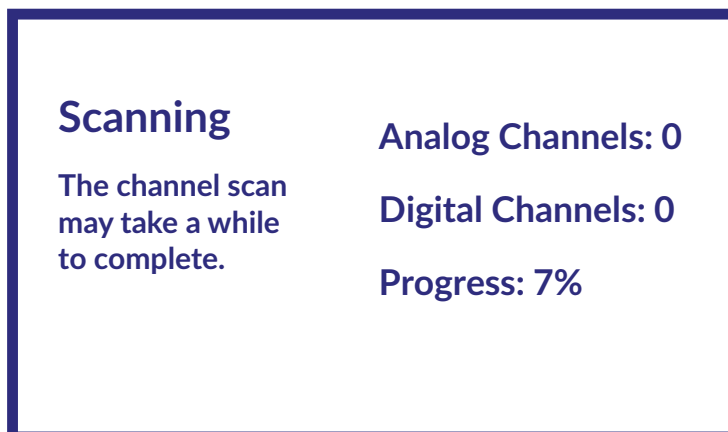 Scanning
The channel scan
may take a while
to complete.
Analog Channels: 0
Digital Channels: 0
Progress: 7%